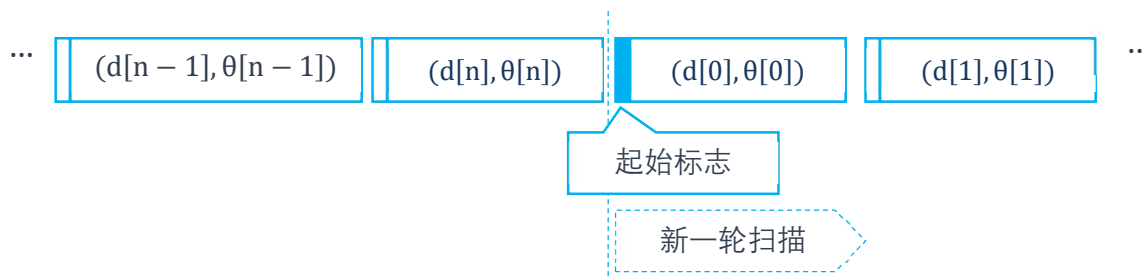 ... (d[n − 1],θ[n − 1]) (d[n],θ[n]) (d[0],θ[0]) (d[1],θ[1]) ..
起始标志
新一轮扫描